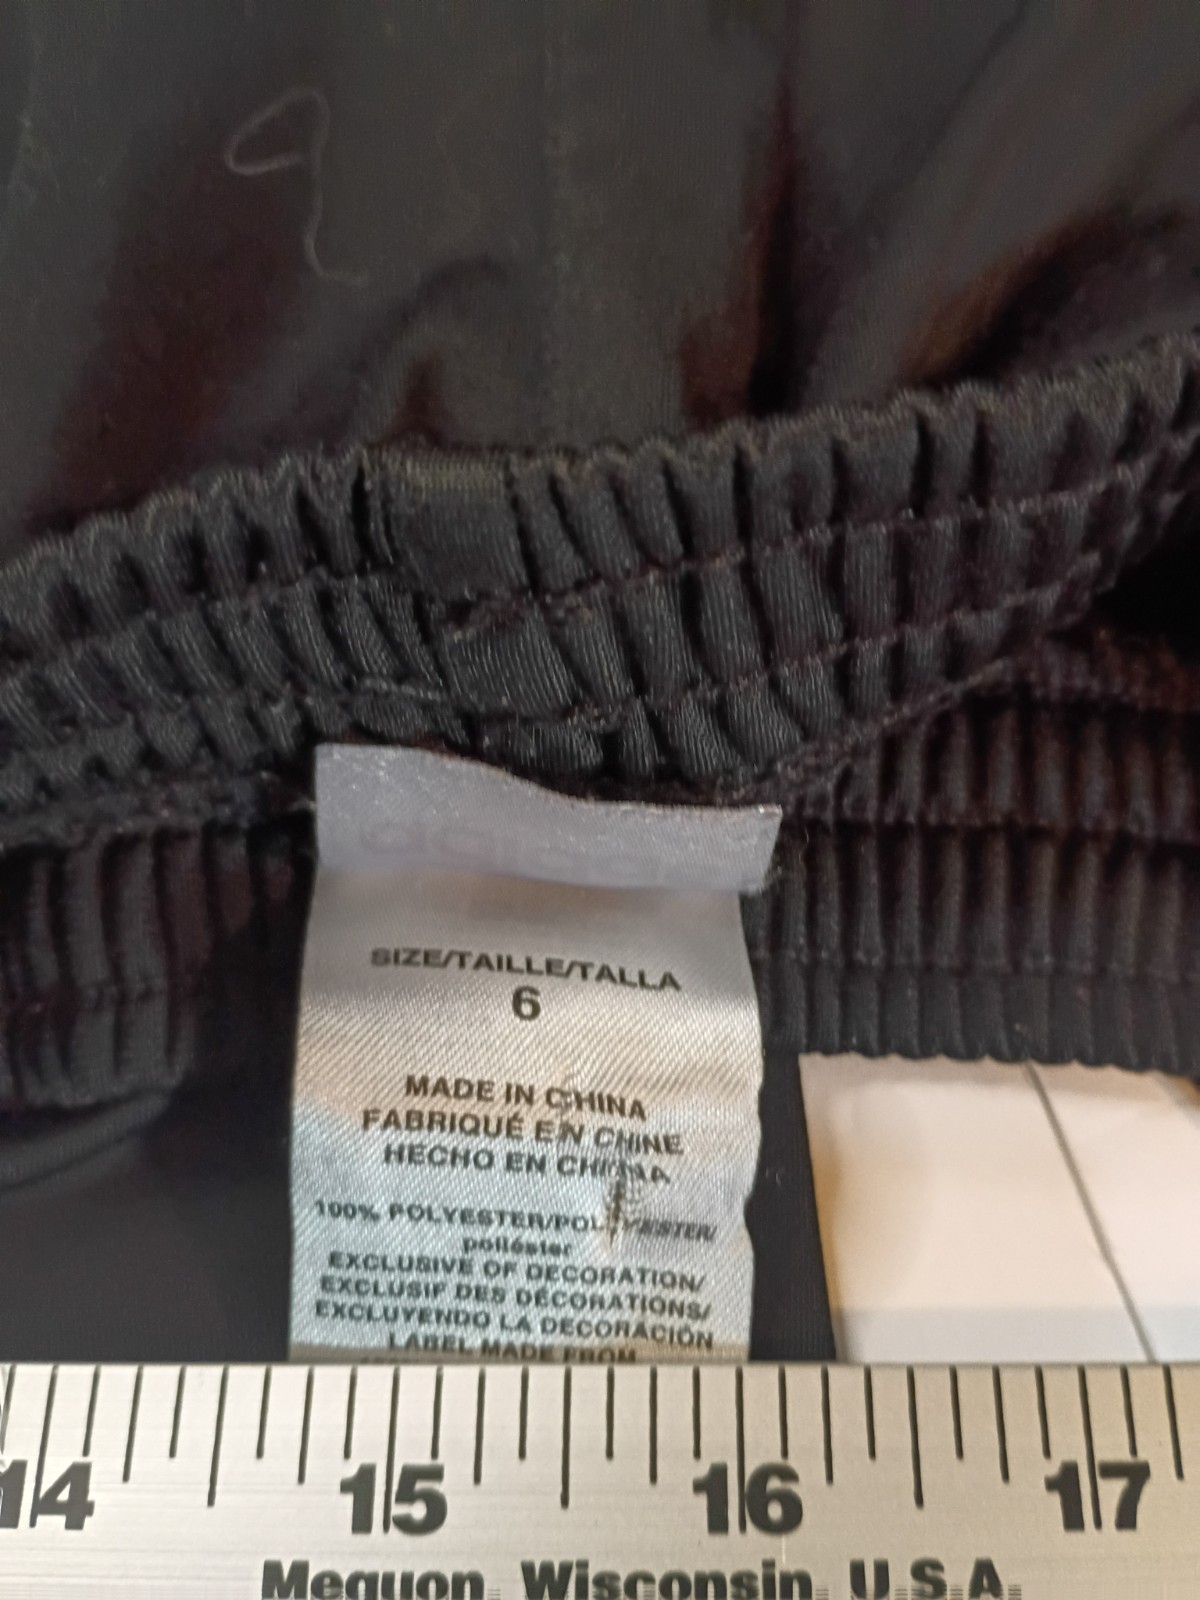 SIZE/TAILLE/TALLA
6
MADE IN CHINA
FABRIQUÉ EN CHINE
HECHO EN CHINA
100% POLYESTER/POLYESTER/
poliéster
EXCLUSIVE OF DECORATION/
EXCLUSIF DES DÉCORATIONS/
EXCLUYENDO LA DECORACIÓN
LABEL MADE FROM
14 15 16 17
Mequon, Wisconsin, U.S.A.